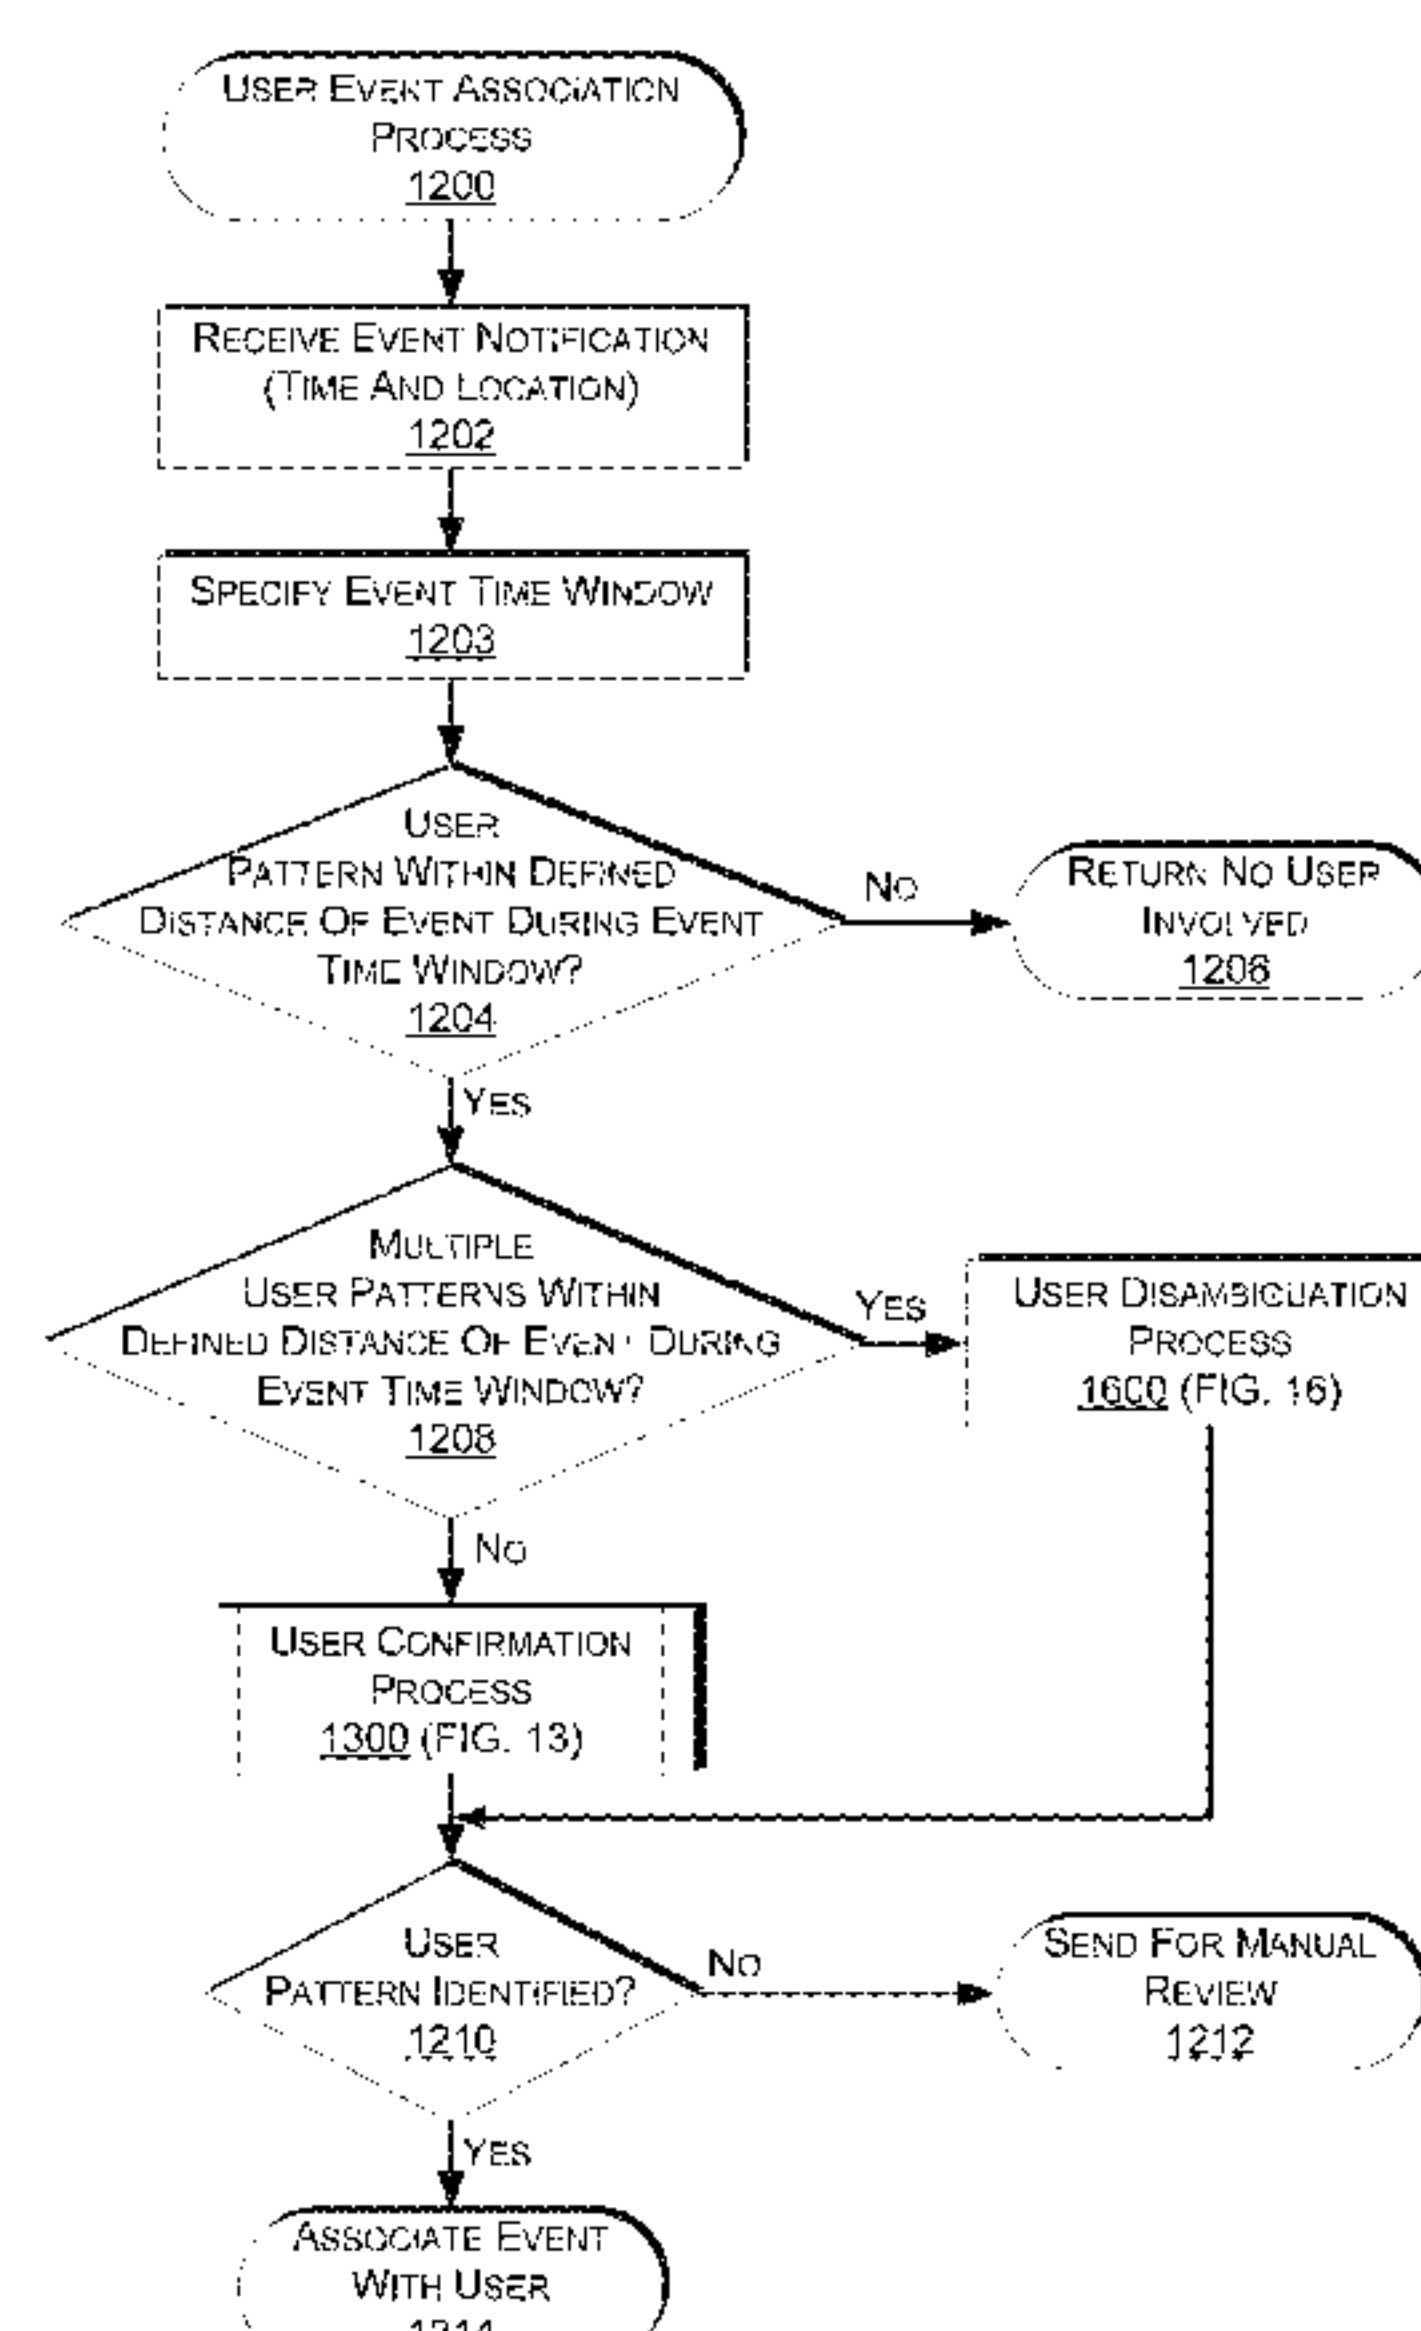 USER EVENT ASSOCIATION
PROCESS
1200
RECEIVE EVENT NOTIFICATION
(TIME AND LOCATION)
1202
SPECIFY EVENT TIME WINDOW
1203
USER
PATTERN WITHIN DEFINED
DISTANCE OF EVENT DURING EVENT
TIME WINDOW?
1204
NO
RETURN NO USER
INVOLVED
1206
YES
MULTIPLE
USER PATTERNS WITHIN
DEFINED DISTANCE OF EVENT DURING
EVENT TIME WINDOW?
1208
YES
USER DISAMBIGUATION
PROCESS
1600 (FIG. 16)
NO
USER CONFIRMATION
PROCESS
1300 (FIG. 13)
USER
PATTERN IDENTIFIED?
1210
NO
SEND FOR MANUAL
REVIEW
1212
YES
ASSOCIATE EVENT
WITH USER